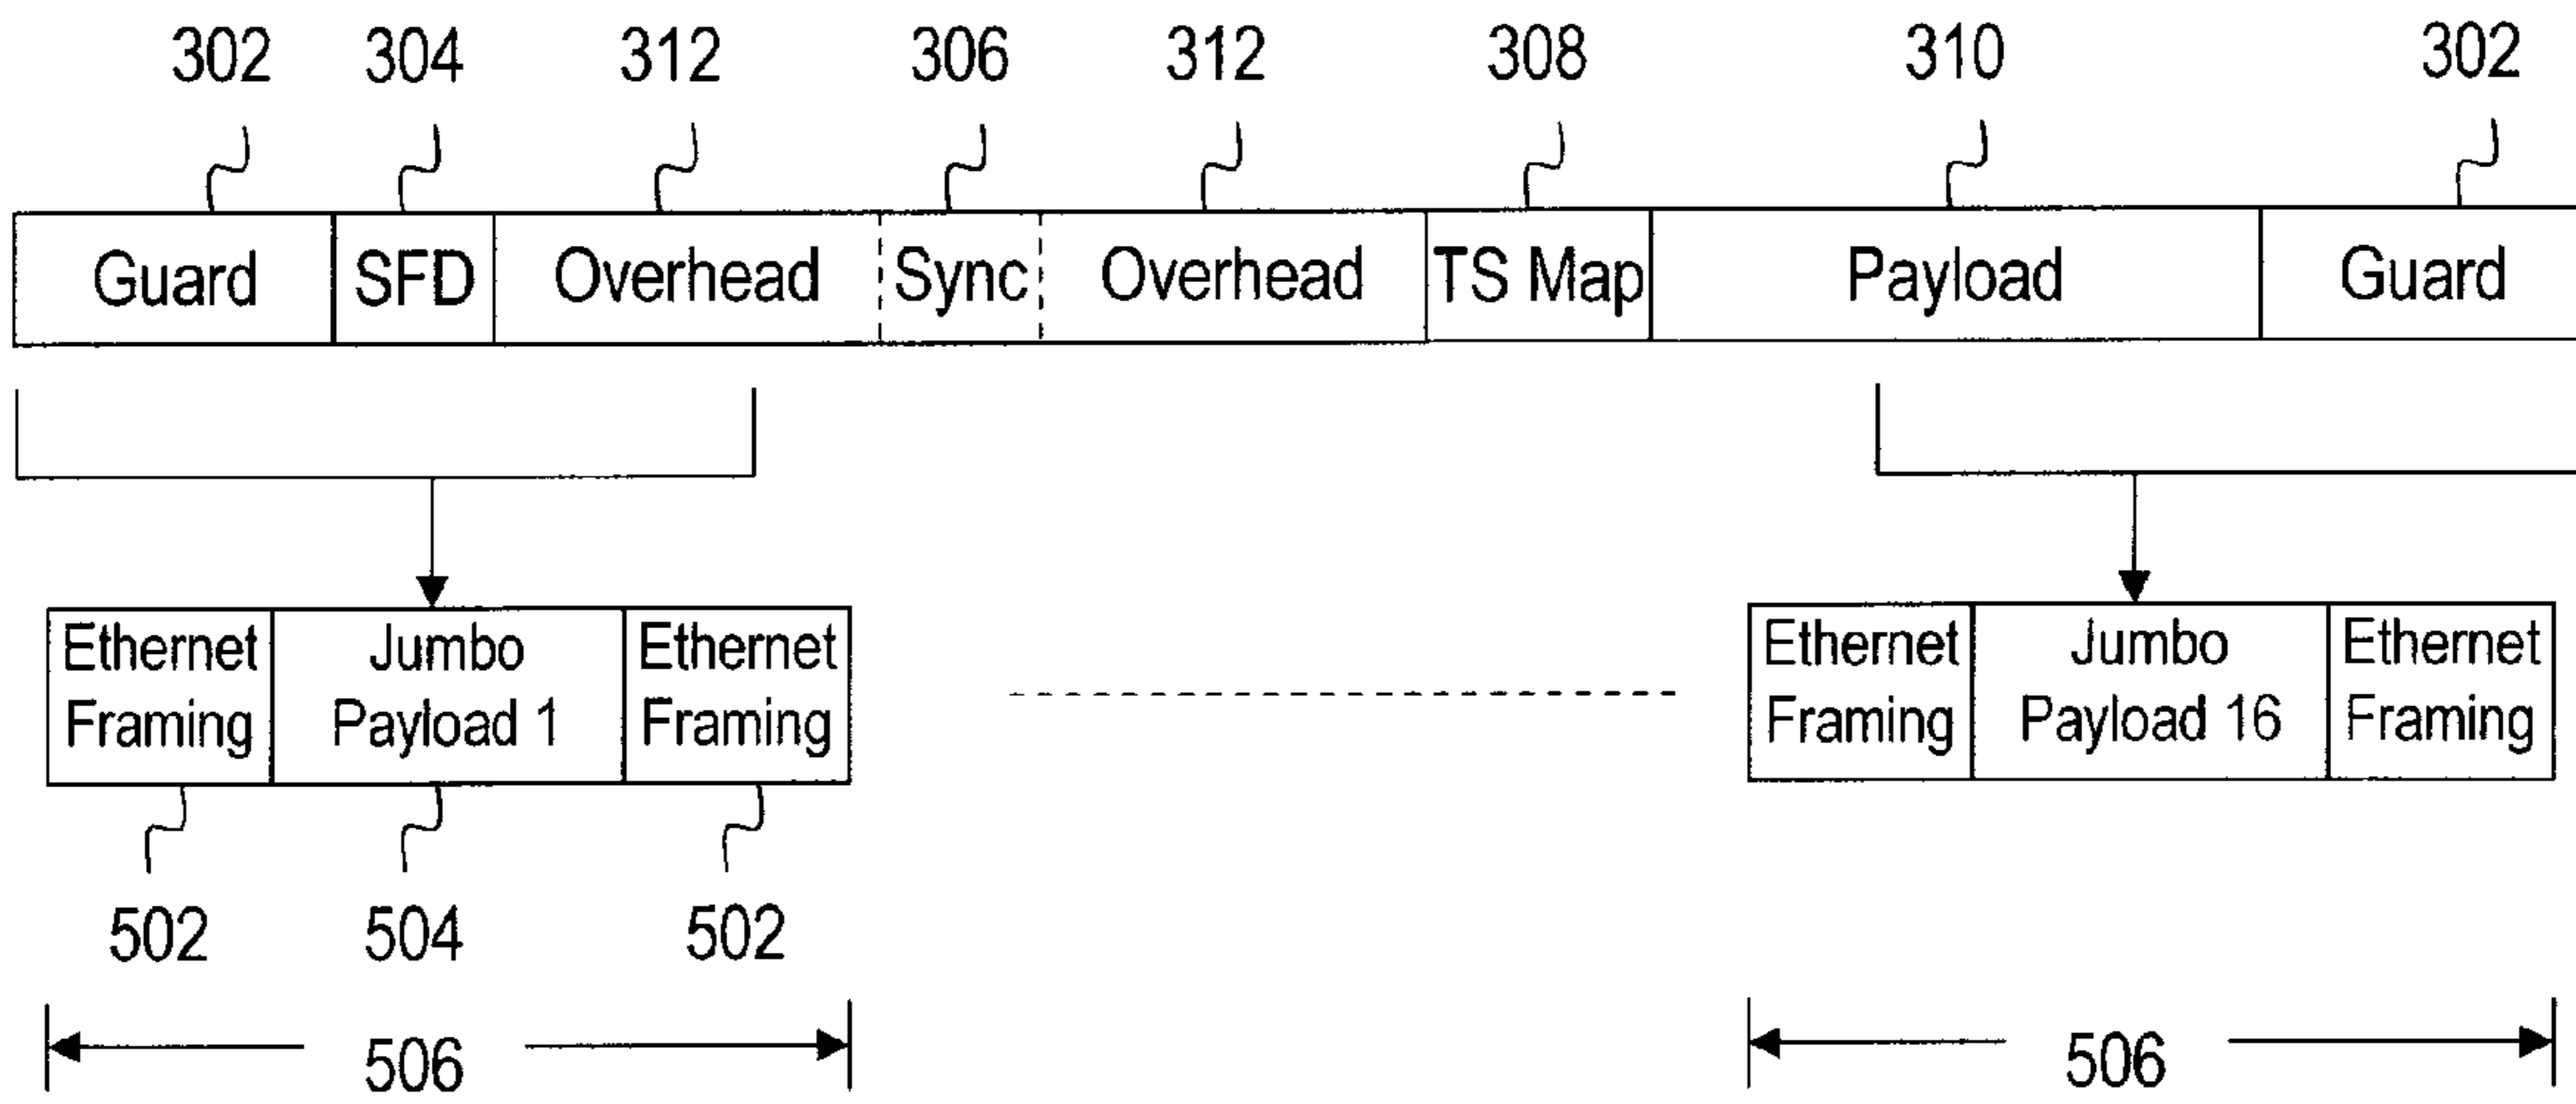 302 304 312 306 312 308 310 302
Guard SFD Overhead Sync Overhead TS Map Payload Guard
Ethernet Jumbo Ethernet Ethernet Jumbo Ethernet
Framing Payload 1 Framing Framing Payload 16 Framing
502 504 502
506 506